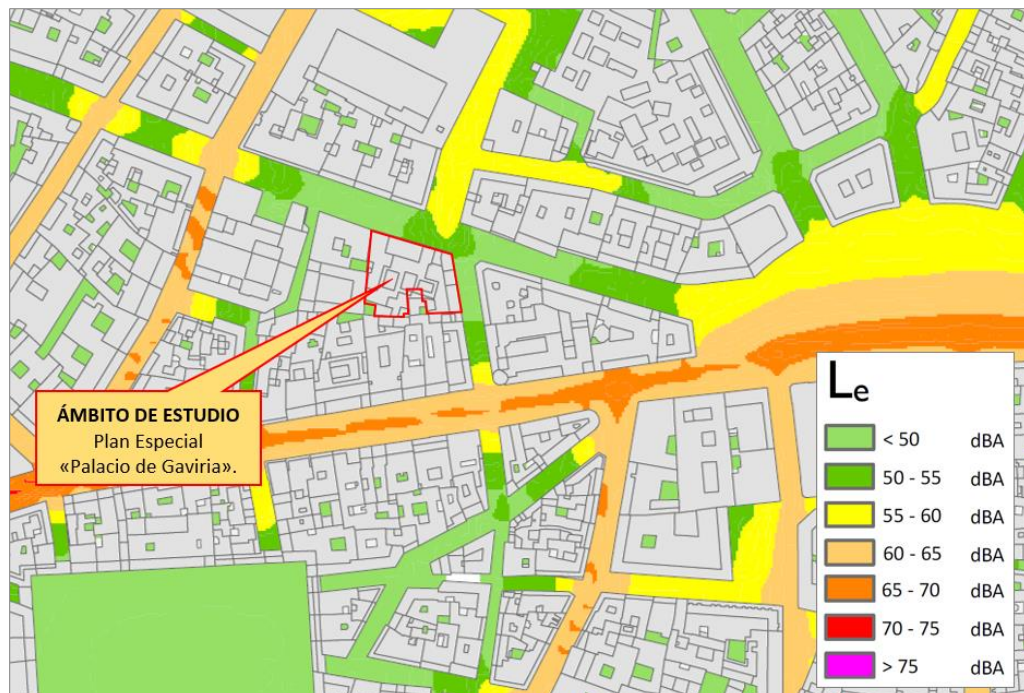 ÁMBITO DE ESTUDIO
Plan Especial
«Palacio de Gaviria».
Le
< 50 dBA
50 - 55 dBA
55 - 60 dBA
60 - 65 dBA
65 - 70 dBA
70 - 75 dBA
> 75 dBA